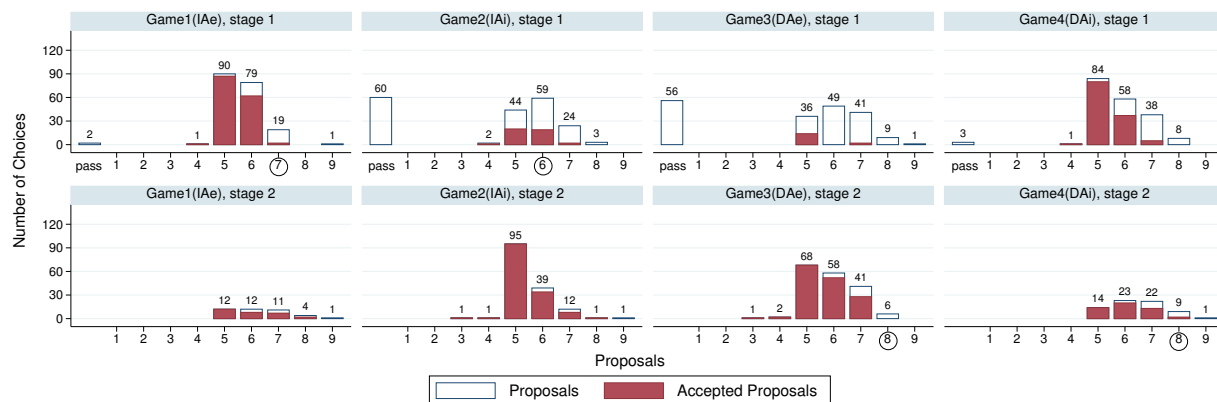 Game1(IAe), stage 1
Game2(IAi), stage 1
Game3(DAe), stage 1
Game4(DAi), stage 1
120
90
60
30
0
2 1 90 79 19 1
pass 1 2 3 4 5 6 7 8 9
60 2 44 59 24 3
pass 1 2 3 4 5 6 7 8 9
56 36 49 41 9 1
pass 1 2 3 4 5 6 7 8 9
3 1 84 58 38 8
pass 1 2 3 4 5 6 7 8 9
Number of Choices
Game1(IAe), stage 2
Game2(IAi), stage 2
Game3(DAe), stage 2
Game4(DAi), stage 2
120
90
60
30
0
12 12 11 4 1
1 2 3 4 5 6 7 8 9
1 1 95 39 12 1 1
1 2 3 4 5 6 7 8 9
1 2 68 58 41 6
1 2 3 4 5 6 7 8 9
14 23 22 9 1
1 2 3 4 5 6 7 8 9
Proposals
Proposals
Accepted Proposals